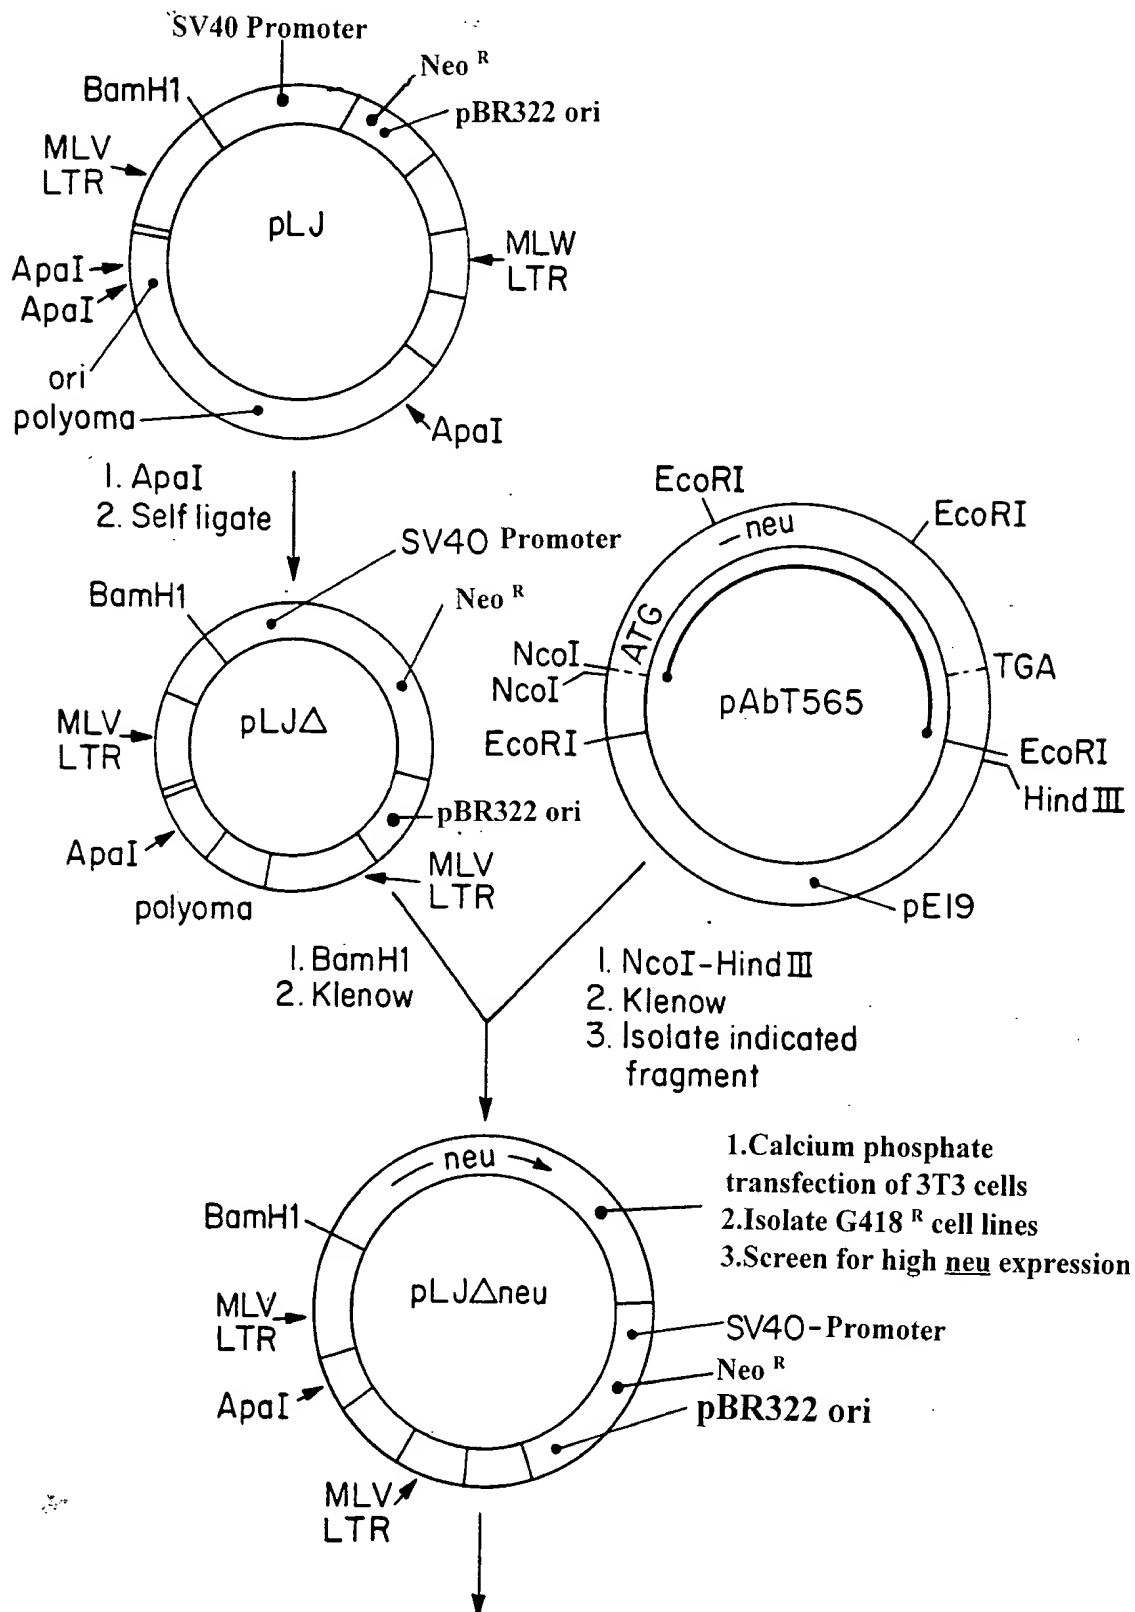 SV40 Promoter
Neo R
BamH1
pBR322 ori
MLV
LTR
pLJ
MLW
LTR
ApaI
ApaI
ori
polyoma
ApaI
1. ApaI
2. Self ligate
EcoRI
EcoRI
neu
SV40 Promoter
BamH1
Neo R
ATG
NcoI
NcoI
TGA
pAbT565
MLV
LTR
pLJΔ
EcoRI
EcoRI
Hind III
pBR322 ori
ApaI
MLV
LTR
polyoma
pE19
1. BamH1
2. Klenow
1. NcoI-Hind III
2. Klenow
3. Isolate indicated
fragment
neu
1.Calcium phosphate
transfection of 3T3 cells
2.Isolate G418 R cell lines
3.Screen for high neu expression
BamH1
pLJΔneu
MLV
LTR
SV40-Promoter
Neo R
ApaI
pBR322 ori
MLV
LTR